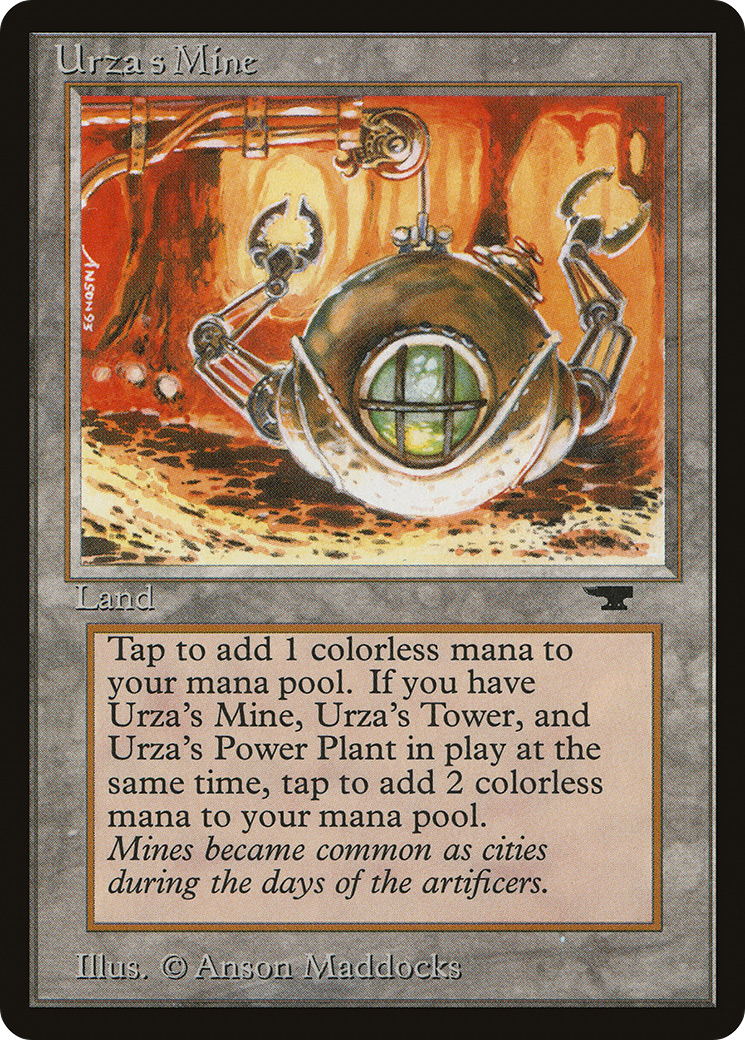 Urza's Mine
ANSON93
Land
Tap to add 1 colorless mana to
your mana pool. If you have
Urza's Mine, Urza's Tower, and
Urza's Power Plant in play at the
same time, tap to add 2 colorless
mana to your mana pool.
Mines became common as cities
during the days of the artificers.
Illus. © Anson Maddocks